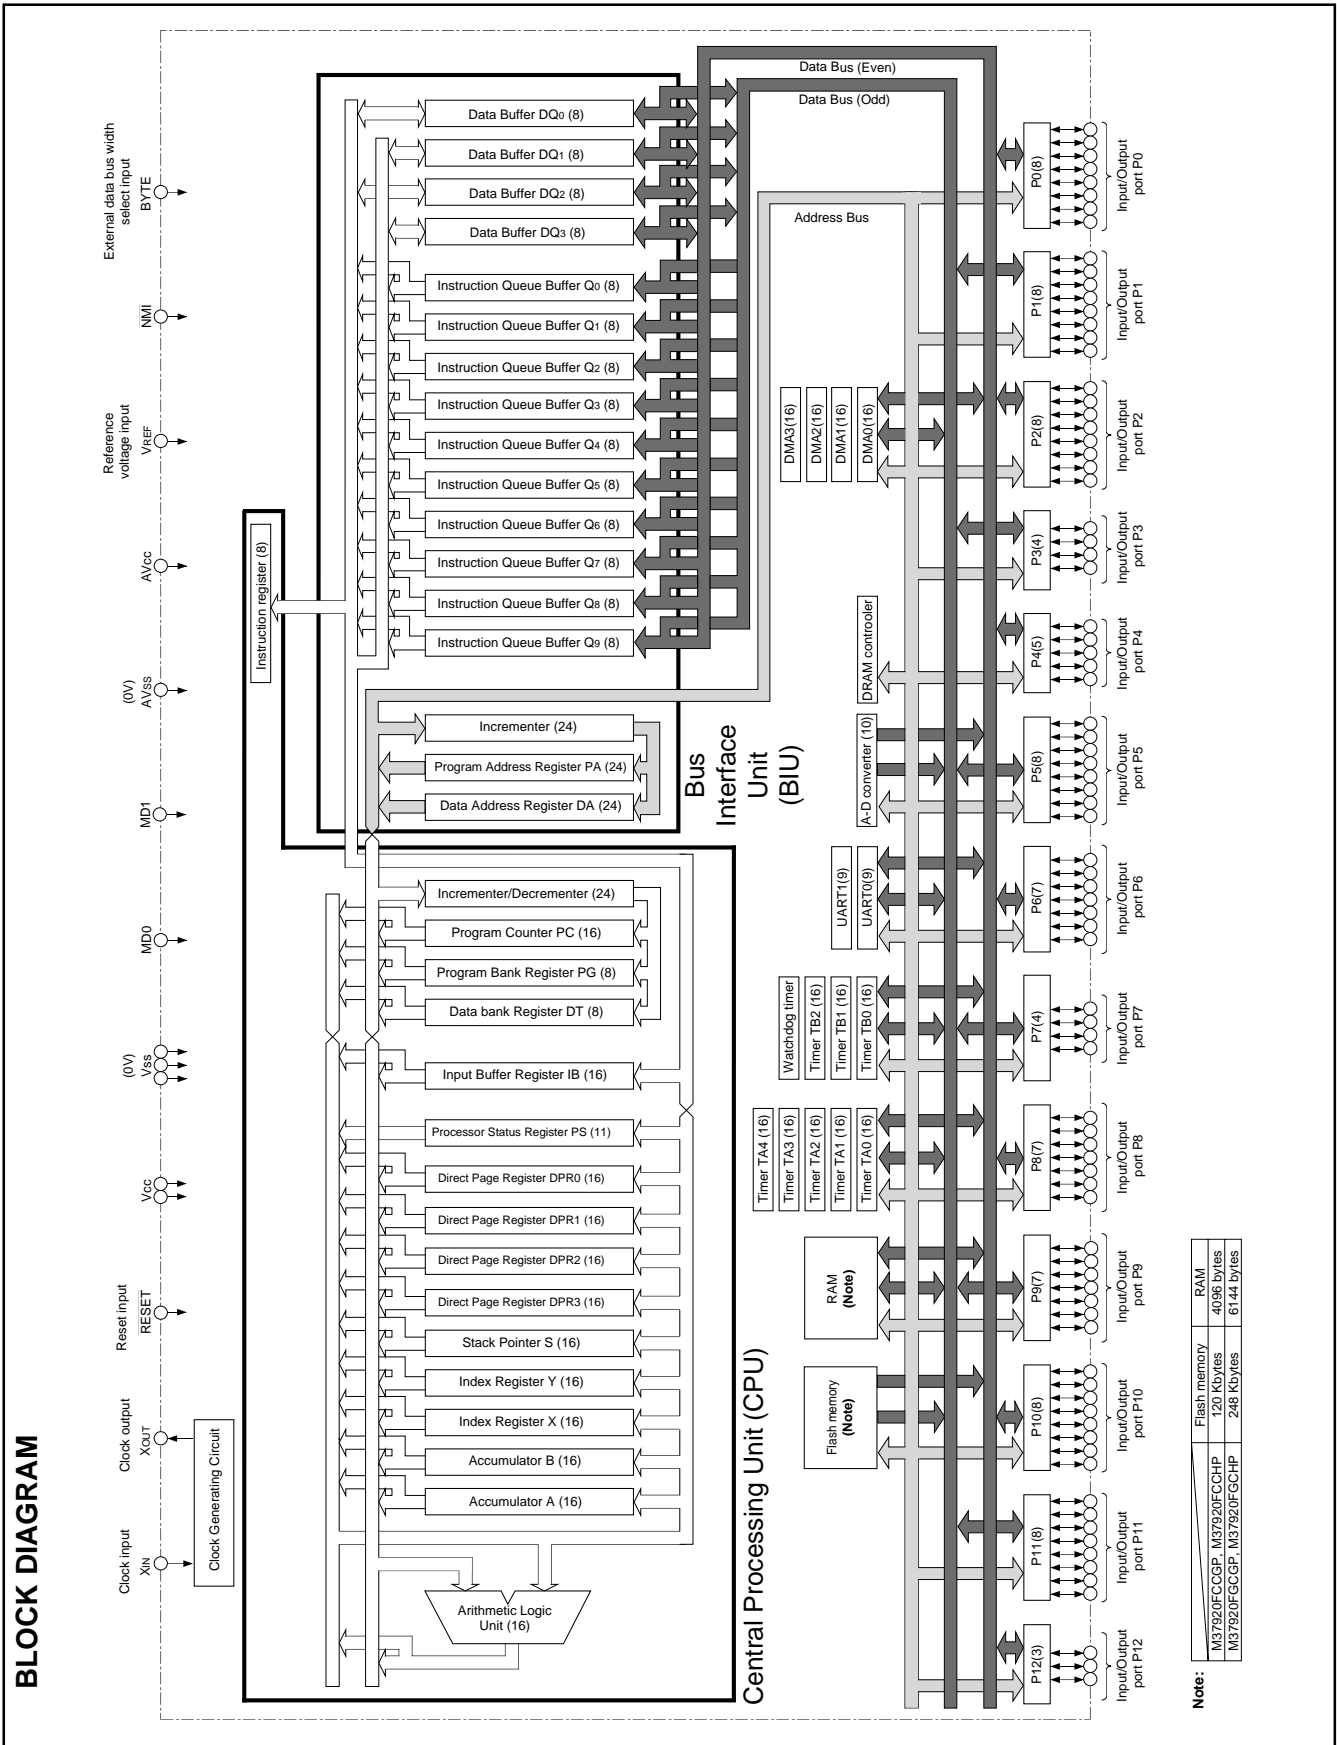 BLOCK DIAGRAM
Clock input
XIN
Clock output
XOUT
Reset input
RESET
Vcc
(0V)
Vss
MD0
MD1
(0V)
AVss
AVcc
Reference
voltage input
VREF
NMI
External data bus width
select input
BYTE
Clock Generating Circuit
Instruction register (8)
Data Buffer DQ0 (8)
Data Buffer DQ1 (8)
Data Buffer DQ2 (8)
Data Buffer DQ3 (8)
Instruction Queue Buffer Q0 (8)
Instruction Queue Buffer Q1 (8)
Instruction Queue Buffer Q2 (8)
Instruction Queue Buffer Q3 (8)
Instruction Queue Buffer Q4 (8)
Instruction Queue Buffer Q5 (8)
Instruction Queue Buffer Q6 (8)
Instruction Queue Buffer Q7 (8)
Instruction Queue Buffer Q8 (8)
Instruction Queue Buffer Q9 (8)
Incrementer (24)
Program Address Register PA (24)
Data Address Register DA (24)
Bus
Interface
Unit
(BIU)
Incrementer/Decrementer (24)
Program Counter PC (16)
Program Bank Register PG (8)
Data bank Register DT (8)
Input Buffer Register IB (16)
Processor Status Register PS (11)
Direct Page Register DPR0 (16)
Direct Page Register DPR1 (16)
Direct Page Register DPR2 (16)
Direct Page Register DPR3 (16)
Stack Pointer S (16)
Index Register Y (16)
Index Register X (16)
Accumulator B (16)
Accumulator A (16)
Arithmetic Logic
Unit (16)
Central Processing Unit (CPU)
Data Bus (Even)
Data Bus (Odd)
Address Bus
Flash memory
(Note)
RAM
(Note)
Timer TA4 (16)
Timer TA3 (16)
Timer TA2 (16)
Timer TA1 (16)
Timer TA0 (16)
Watchdog timer
Timer TB2 (16)
Timer TB1 (16)
Timer TB0 (16)
UART1(9)
UART0(9)
A-D converter (10)
DRAM controoler
DMA3(16)
DMA2(16)
DMA1(16)
DMA0(16)
P12(3)
P11(8)
P10(8)
P9(7)
P8(7)
P7(4)
P6(7)
P5(8)
P4(5)
P3(4)
P2(8)
P1(8)
P0(8)
Input/Output
port P12
Input/Output
port P11
Input/Output
port P10
Input/Output
port P9
Input/Output
port P8
Input/Output
port P7
Input/Output
port P6
Input/Output
port P5
Input/Output
port P4
Input/Output
port P3
Input/Output
port P2
Input/Output
port P1
Input/Output
port P0
Note:
Flash memory RAM
M37920FCCGP, M37920FCCHP 120 Kbytes 4096 bytes
M37920FGCGP, M37920FGCHP 248 Kbytes 6144 bytes